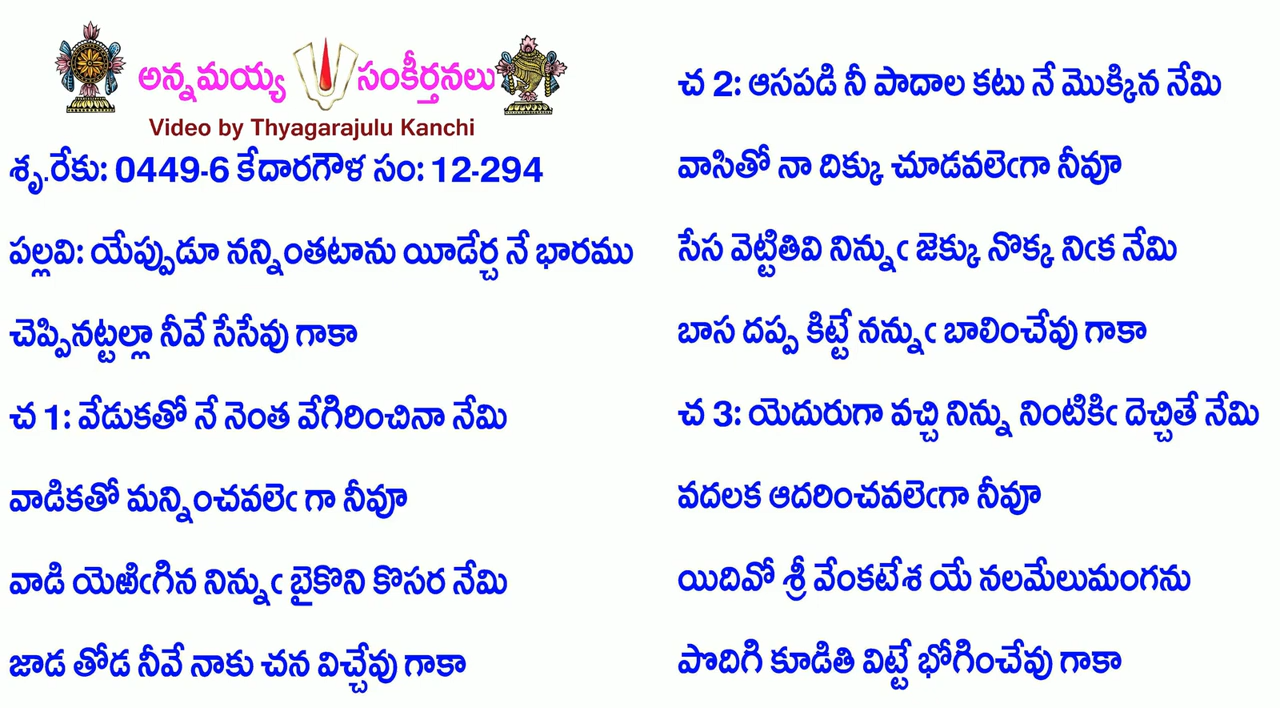 అన్నమయ్య సంకీర్తనలు
Video by Thyagarajulu Kanchi
శృ.రేకు: 0449-6 కేదారగౌళ సం: 12-294
పల్లవి: యేప్పుడూ నన్నింతటాను యీడేర్చ నే భారము
చెప్పినట్టల్లా నీవే సేసేవు గాకా
చ 1: వేడుకతో నే నెంత వేగిరించినా నేమి
వాడికతో మన్నించవలెఁ గా నీవూ
వాడి యెఱిఁగిన నిన్నుఁ బైకొని కొసర నేమి
జాడ తోడ నీవే నాకు చన విచ్చేవు గాకా
చ 2: ఆసపడి నీ పాదాల కటు నే మొక్కిన నేమి
వాసితో నా దిక్కు చూడవలెఁగా నీవూ
సేస వెట్టితివి నిన్నుఁ జెక్కు నొక్క నిఁక నేమి
బాస దప్ప కిట్టే నన్నుఁ బాలించేవు గాకా
చ 3: యెదురుగా వచ్చి నిన్ను నింటికిఁ దెచ్చితే నేమి
వదలక ఆదరించవలెఁగా నీవూ
యిదివో శ్రీ వేంకటేశ యే నలమేలుమంగను
పొదిగి కూడితి విట్టే భోగించేవు గాకా